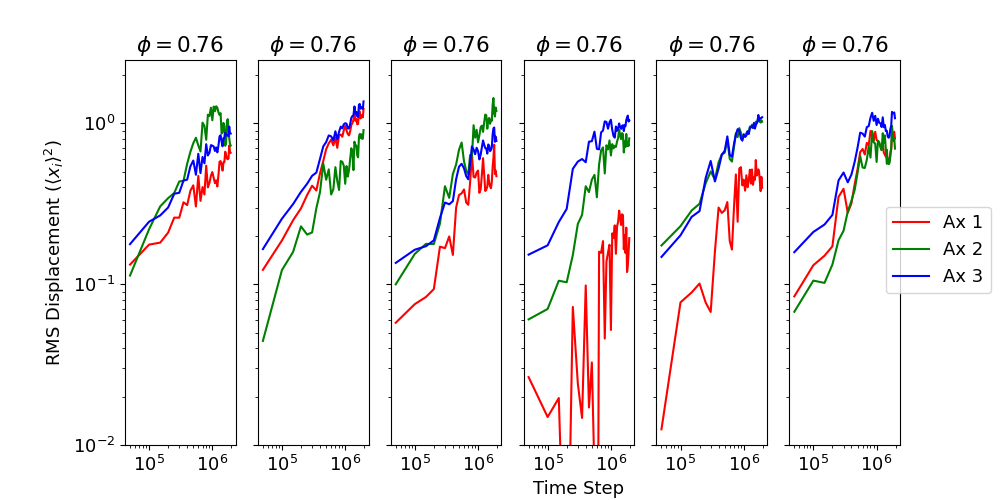 ϕ = 0.76 ϕ = 0.76 ϕ = 0.76 ϕ = 0.76 ϕ = 0.76 ϕ = 0.76
RMS Displacement (⟨xᵢ⟩²)
10⁰
10⁻¹
10⁻²
Ax 1
Ax 2
Ax 3
10⁵ 10⁶ 10⁵ 10⁶ 10⁵ 10⁶ 10⁵ 10⁶ 10⁵ 10⁶ 10⁵ 10⁶
Time Step